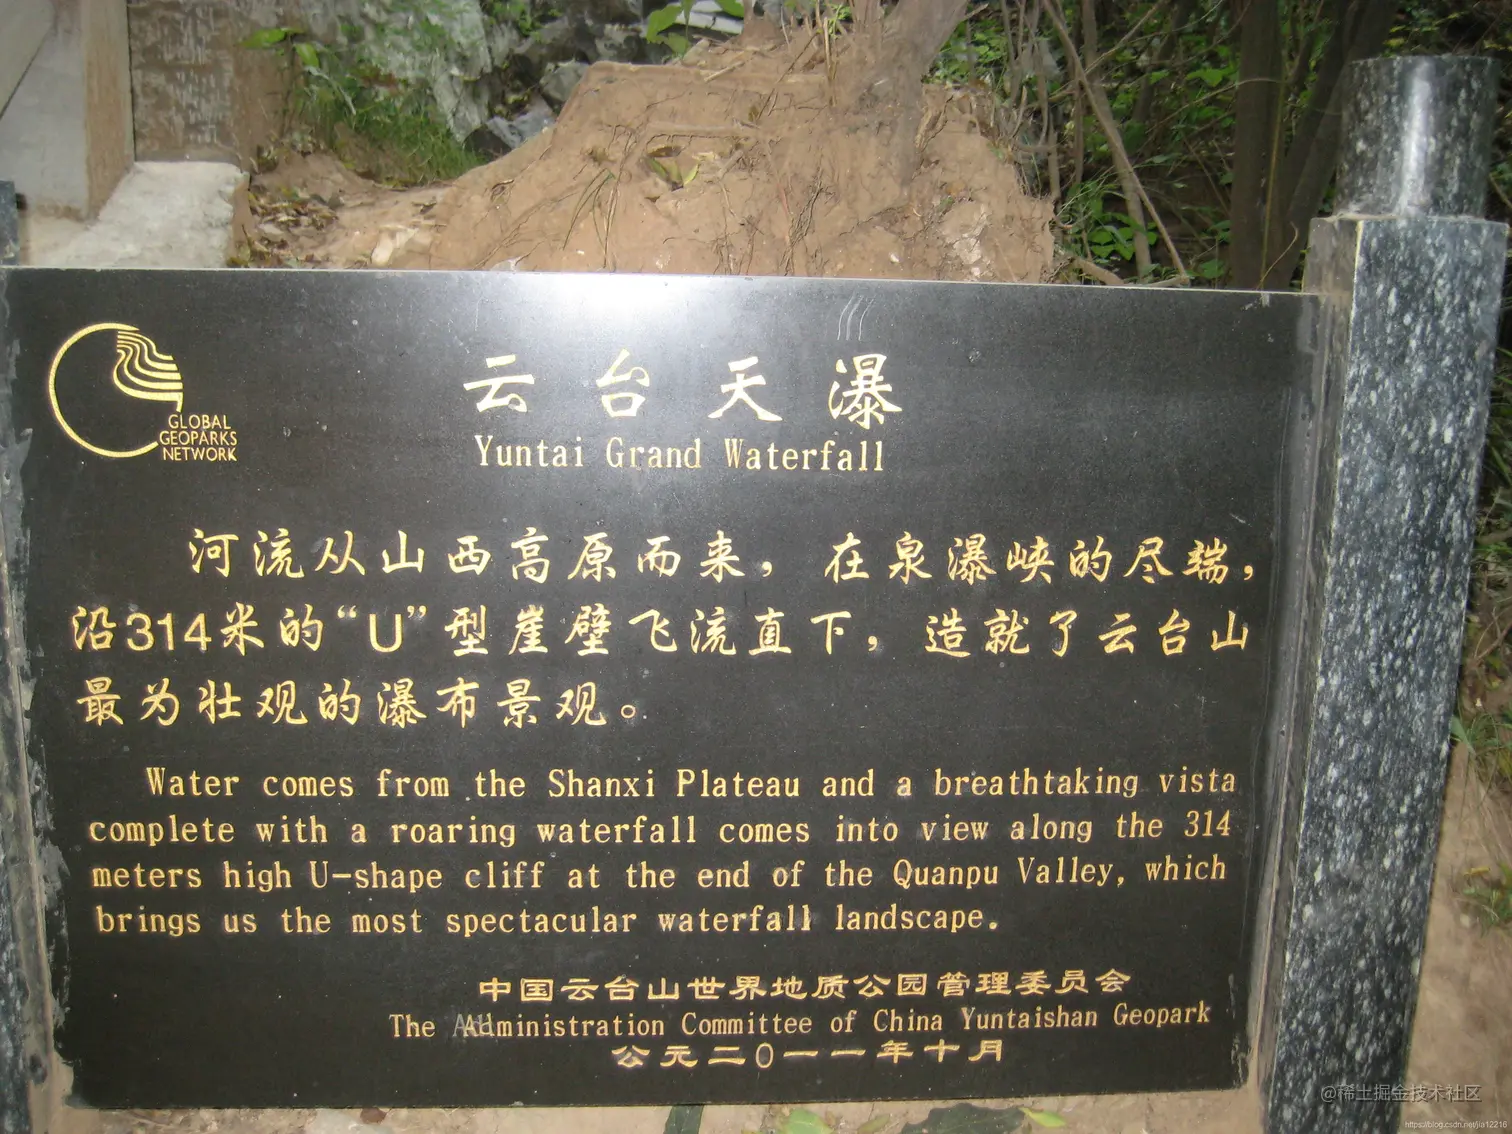 GLOBAL
GEOPARKS
NETWORK
云台天瀑
Yuntai Grand Waterfall
河流从山西高原而来，在泉瀑峡的尽端，
沿314米的“U”型崖壁飞流直下，造就了云台山
最为壮观的瀑布景观。
Water comes from the Shanxi Plateau and a breathtaking vista
complete with a roaring waterfall comes into view along the 314
meters high U-shape cliff at the end of the Quanpu Valley, which
brings us the most spectacular waterfall landscape.
中国云台山世界地质公园管理委员会
The Administration Committee of China Yuntaishan Geopark
公元二〇一一年十月
@稀土掘金技术社区
https://blog.csdn.net/jia12216